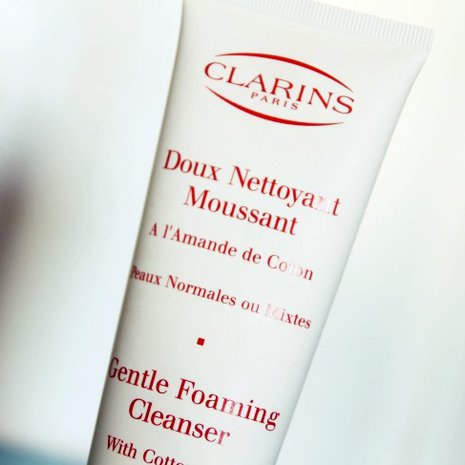 CLARINS
PARIS
Doux Nettoyant
Moussant
A l'Amande de Coton
Peaux Normales ou Mixtes
Gentle Foaming
Cleanser
With